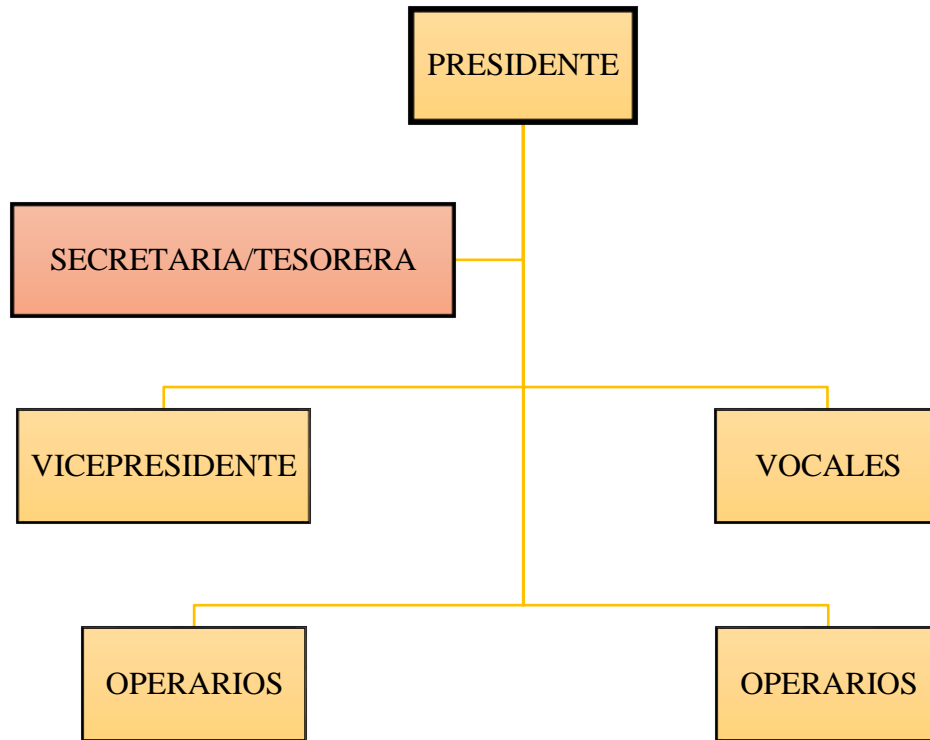 PRESIDENTE
SECRETARIA/TESORERA
VICEPRESIDENTE
VOCALES
OPERARIOS
OPERARIOS